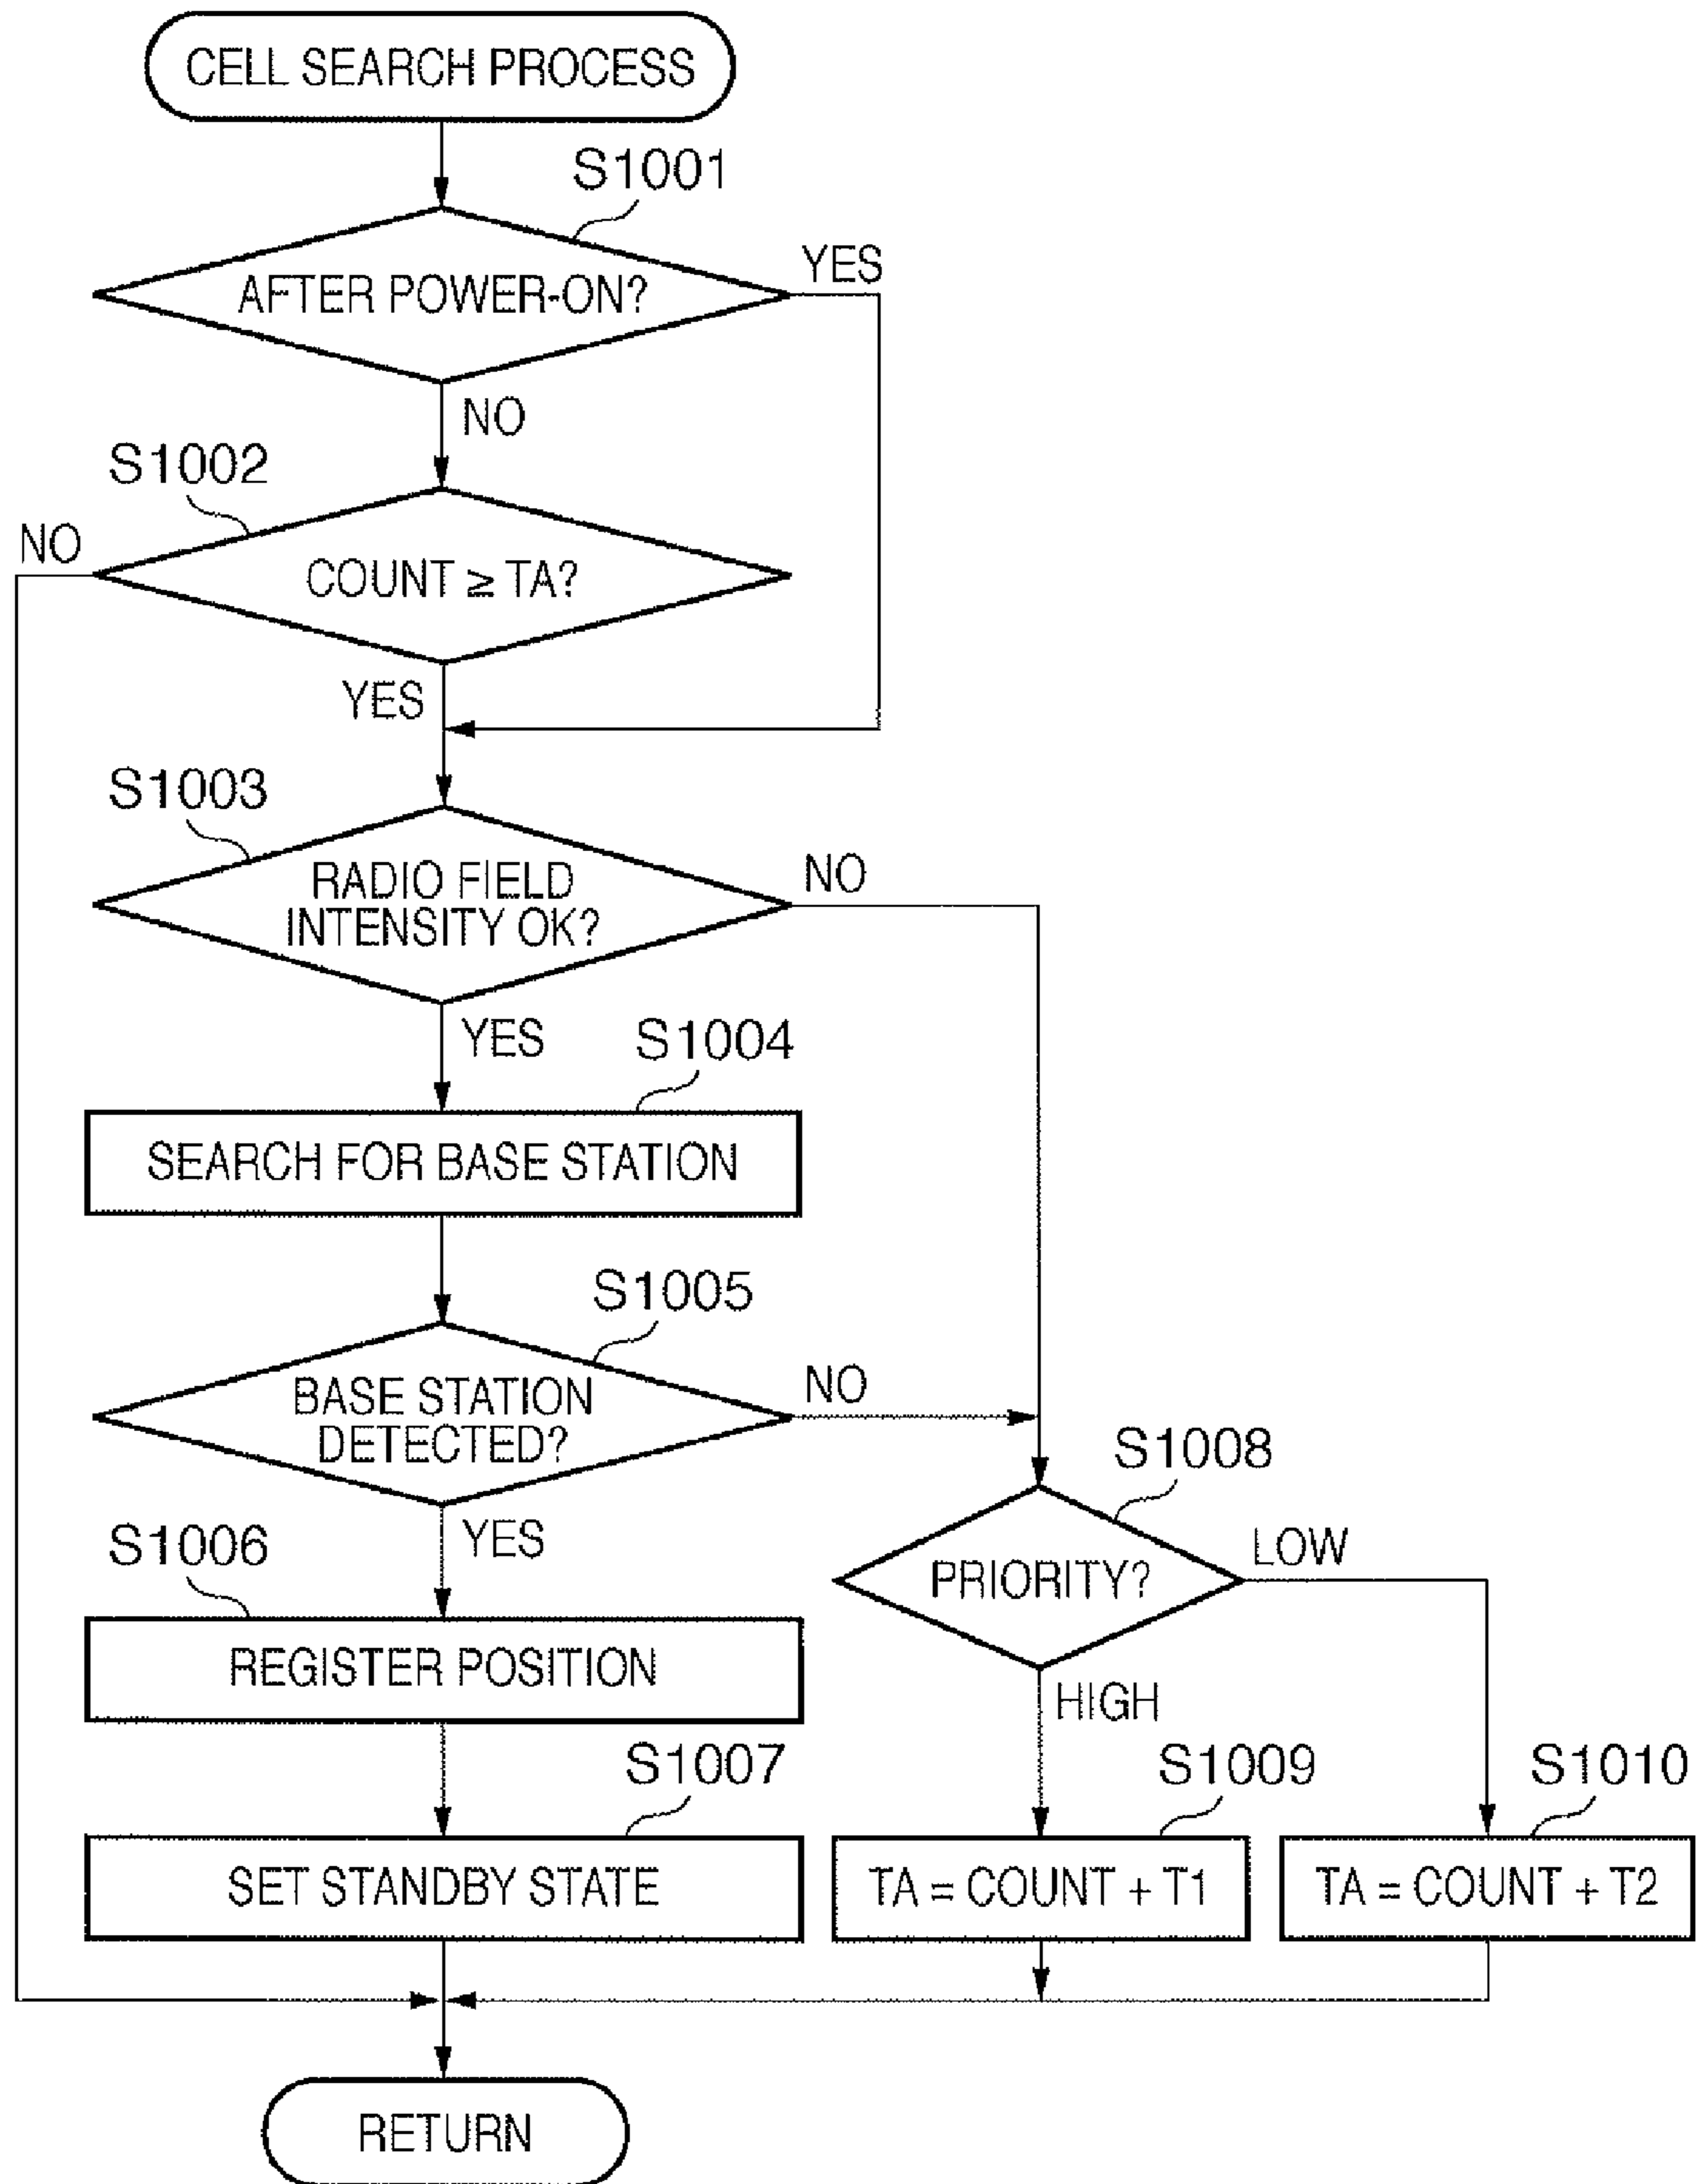 CELL SEARCH PROCESS
S1001
AFTER POWER-ON?
YES
NO
S1002
NO
COUNT ≥ TA?
YES
S1003
RADIO FIELD
INTENSITY OK?
NO
YES
S1004
SEARCH FOR BASE STATION
S1005
BASE STATION
DETECTED?
NO
YES
S1008
PRIORITY?
LOW
HIGH
S1006
REGISTER POSITION
S1007
SET STANDBY STATE
S1009
TA = COUNT + T1
S1010
TA = COUNT + T2
RETURN